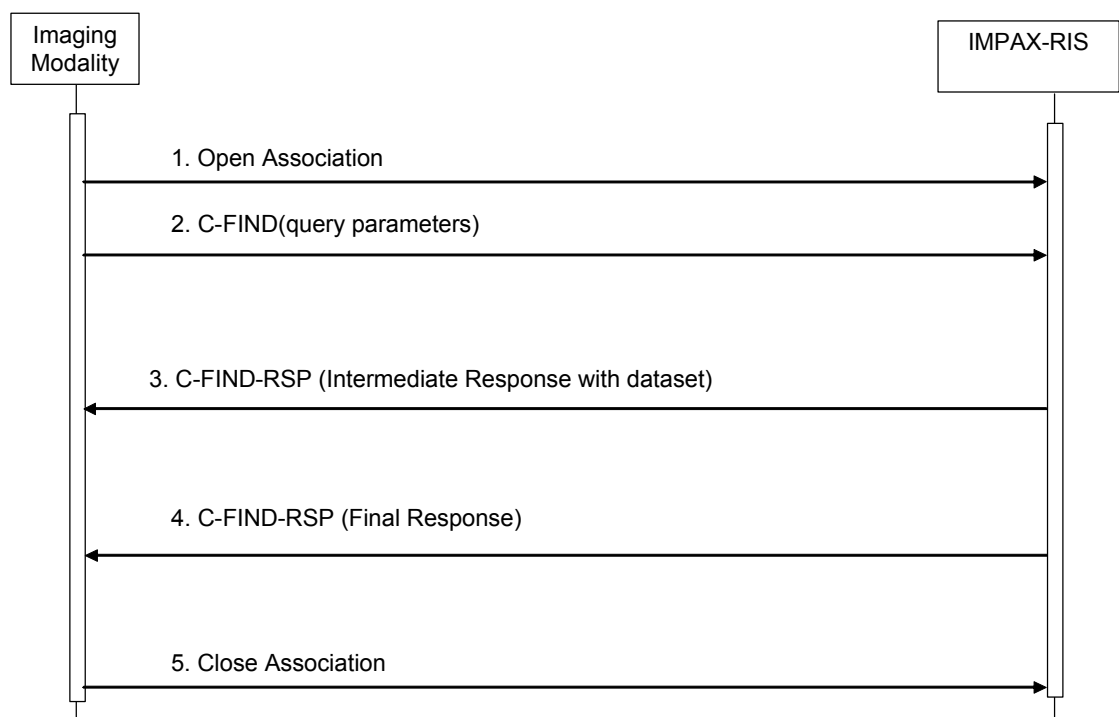 Imaging
Modality
IMPAX-RIS
1. Open Association
2. C-FIND(query parameters)
3. C-FIND-RSP (Intermediate Response with dataset)
4. C-FIND-RSP (Final Response)
5. Close Association